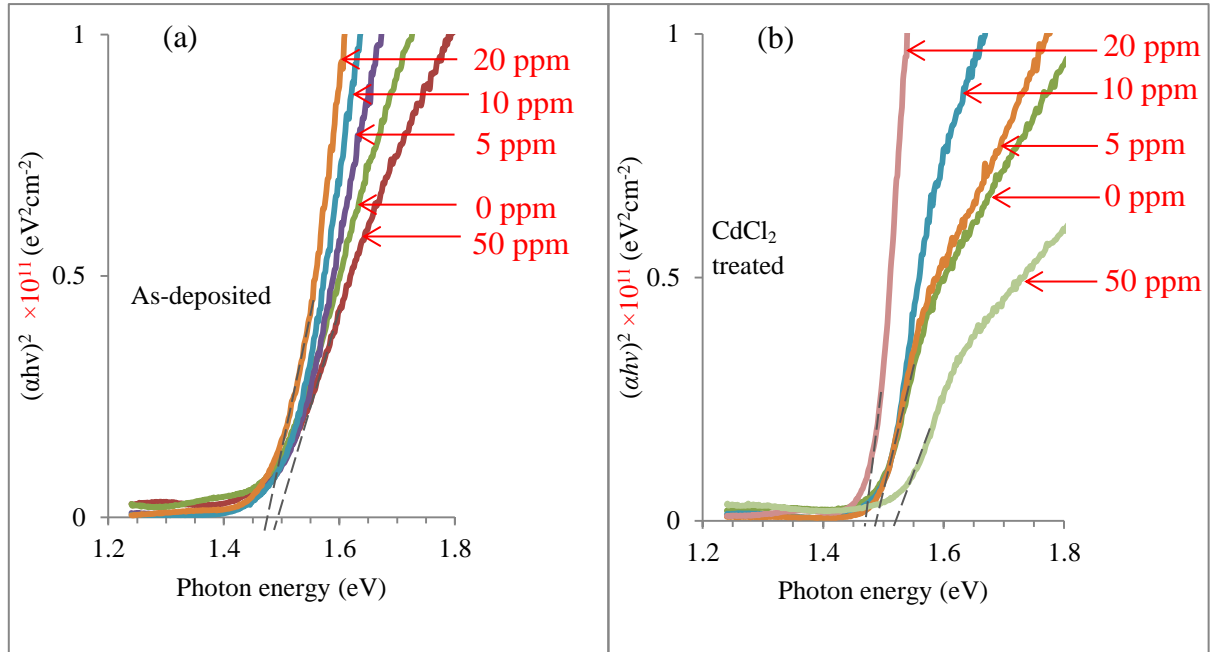 (a)
1
0.5
0
(αhv)² ×10¹¹ (eV²cm⁻²)
20 ppm
10 ppm
5 ppm
0 ppm
50 ppm
As-deposited
1.2 1.4 1.6 1.8
Photon energy (eV)
(b)
1
0.5
0
(αhv)² ×10¹¹ (eV²cm⁻²)
20 ppm
10 ppm
5 ppm
0 ppm
50 ppm
CdCl₂
treated
1.2 1.4 1.6 1.8
Photon energy (eV)